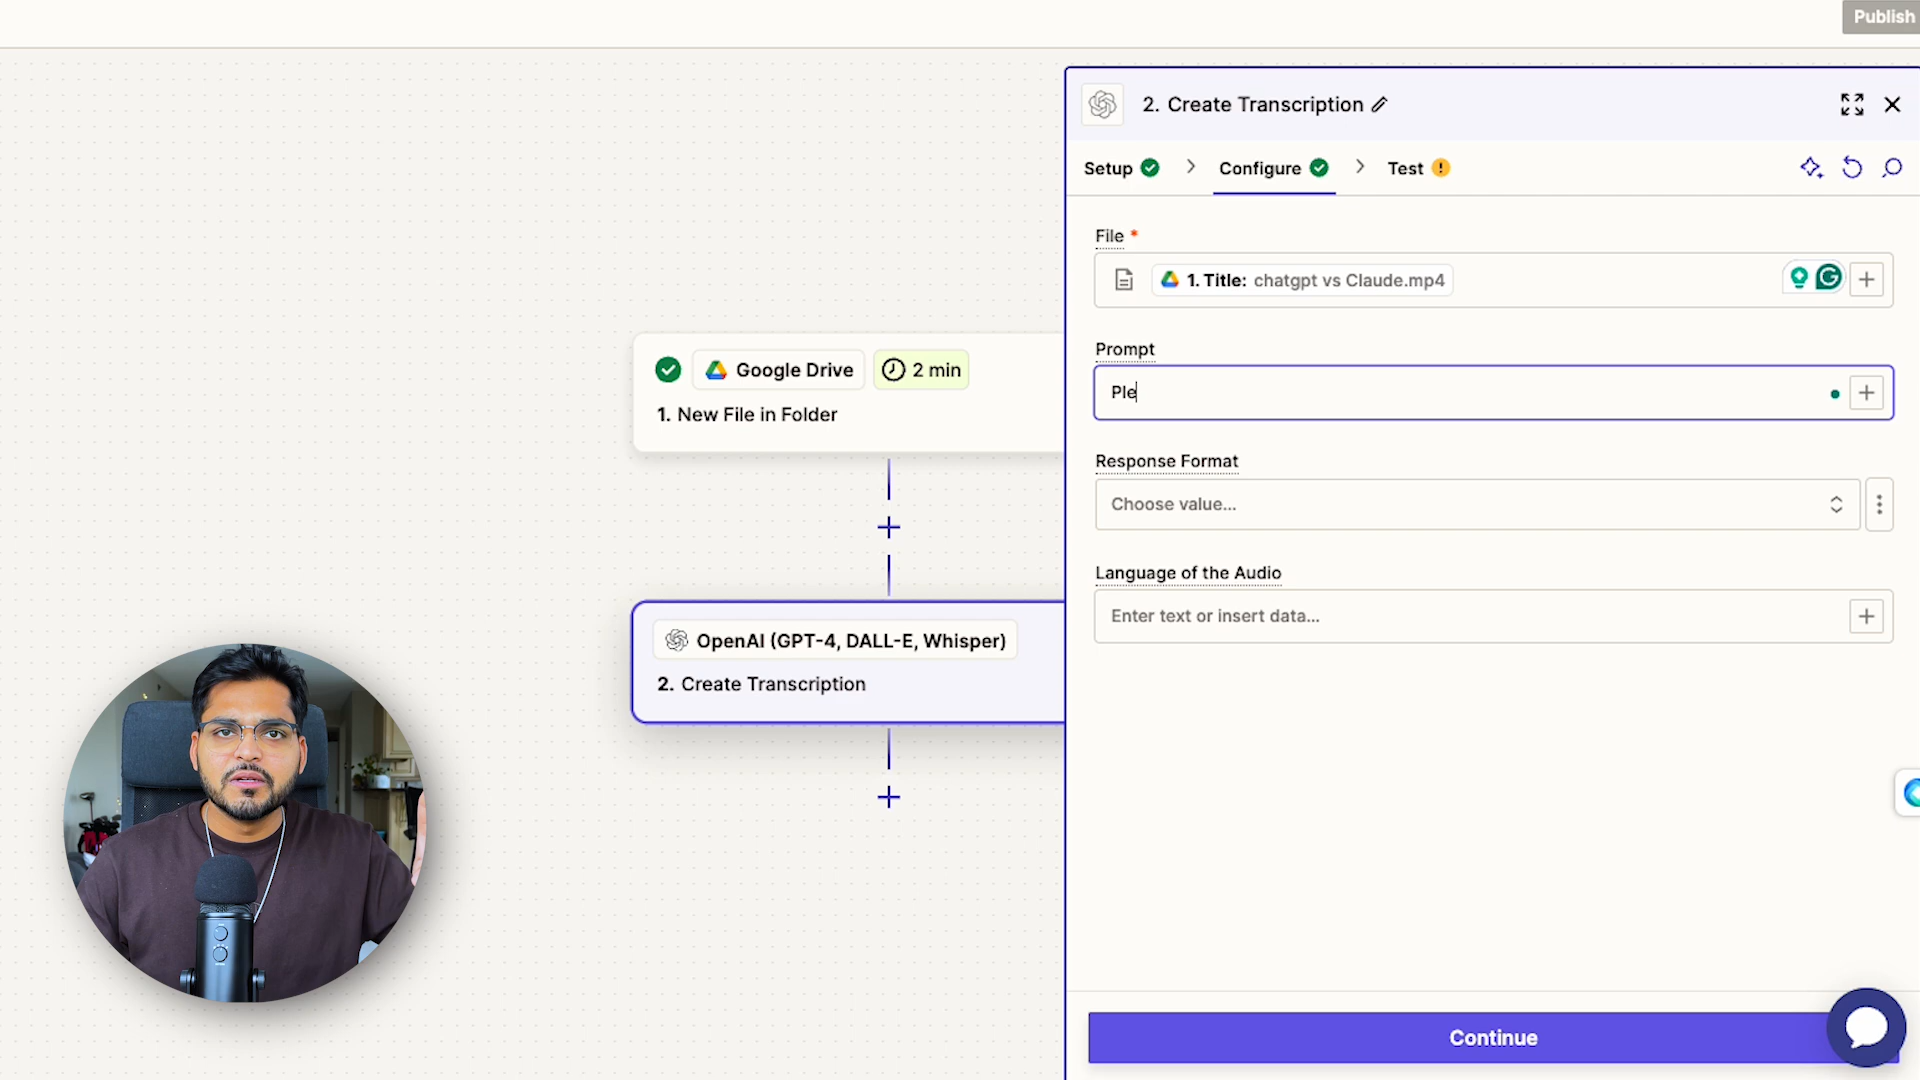 Publish
2. Create Transcription
Setup
Configure
Test
File *
1. Title: chatgpt vs Claude.mp4
Prompt
Ple
Response Format
Choose value...
Language of the Audio
Enter text or insert data...
Continue
Google Drive
2 min
1. New File in Folder
OpenAI (GPT-4, DALL-E, Whisper)
2. Create Transcription